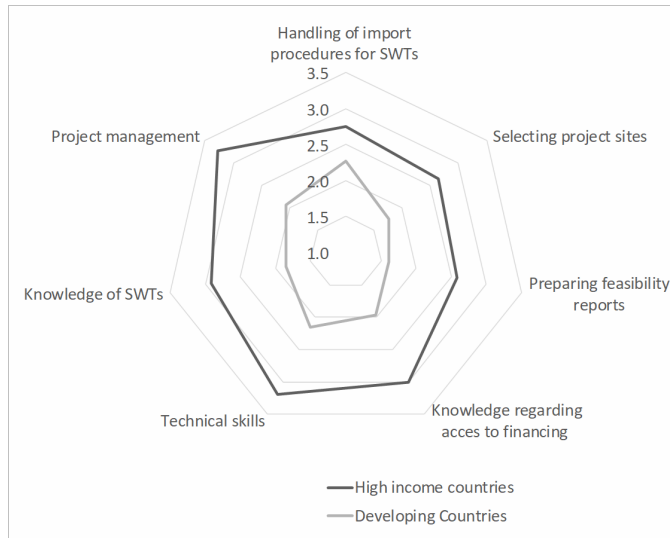 Handling of import
procedures for SWTs
3.5
3.0
2.5
2.0
1.5
1.0
Project management
Selecting project sites
Knowledge of SWTs
Preparing feasibility
reports
Technical skills
Knowledge regarding
acces to financing
High income countries
Developing Countries